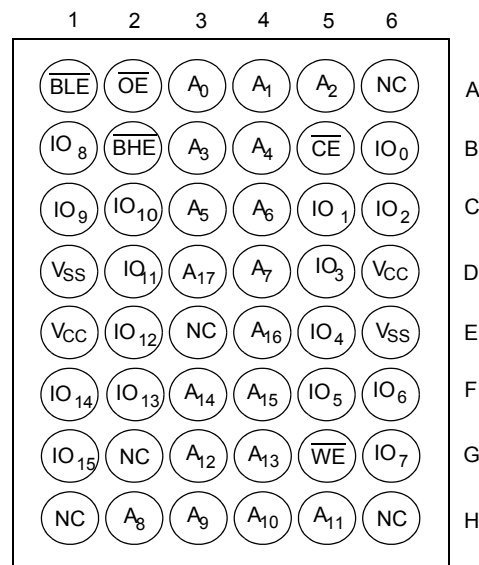 1 2 3 4 5 6
BLE OE A0 A1 A2 NC A
IO8 BHE A3 A4 CE IO0 B
IO9 IO10 A5 A6 IO1 IO2 C
VSS IO11 A17 A7 IO3 VCC D
VCC IO12 NC A16 IO4 VSS E
IO14 IO13 A14 A15 IO5 IO6 F
IO15 NC A12 A13 WE IO7 G
NC A8 A9 A10 A11 NC H